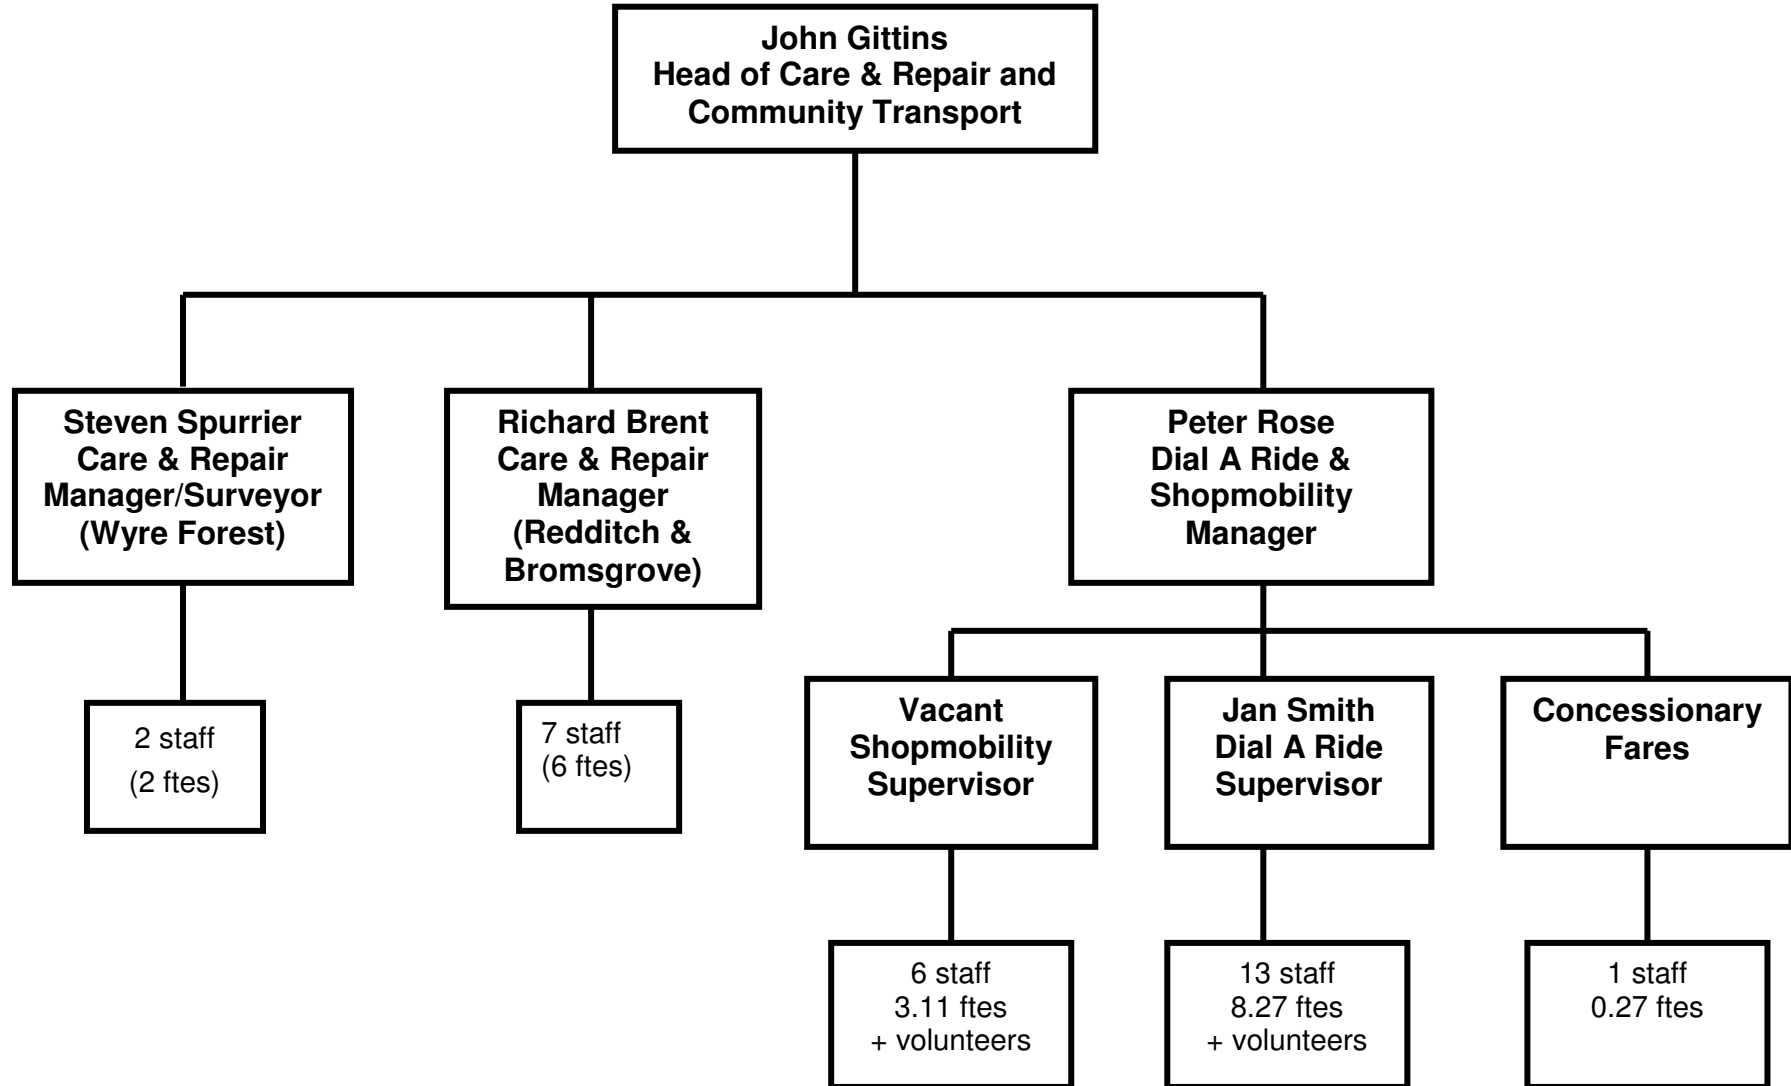 John Gittins
Head of Care & Repair and
Community Transport
Steven Spurrier
Care & Repair
Manager/Surveyor
(Wyre Forest)
Richard Brent
Care & Repair
Manager
(Redditch &
Bromsgrove)
Peter Rose
Dial A Ride &
Shopmobility
Manager
2 staff
(2 ftes)
7 staff
(6 ftes)
Vacant
Shopmobility
Supervisor
Jan Smith
Dial A Ride
Supervisor
Concessionary
Fares
6 staff
3.11 ftes
+ volunteers
13 staff
8.27 ftes
+ volunteers
1 staff
0.27 ftes